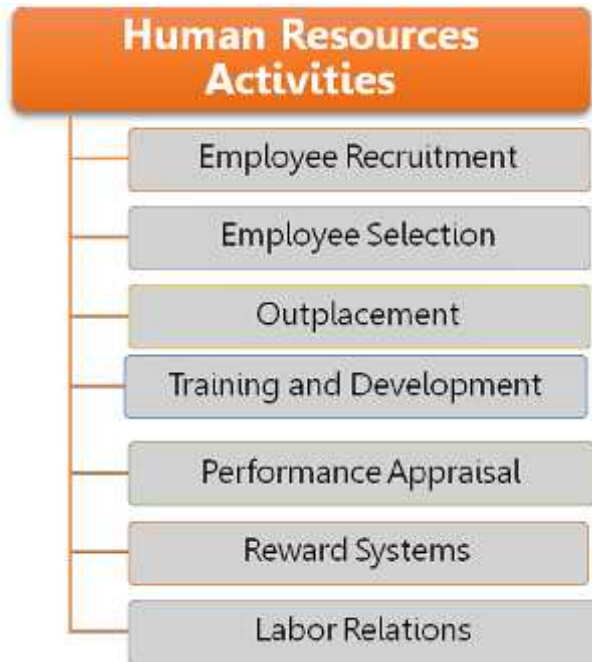 Human Resources
Activities
Employee Recruitment
Employee Selection
Outplacement
Training and Development
Performance Appraisal
Reward Systems
Labor Relations